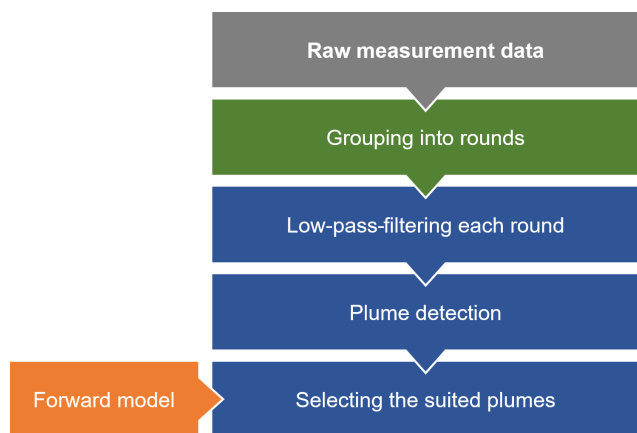 Raw measurement data
Grouping into rounds
Low-pass-filtering each round
Plume detection
Forward model
Selecting the suited plumes